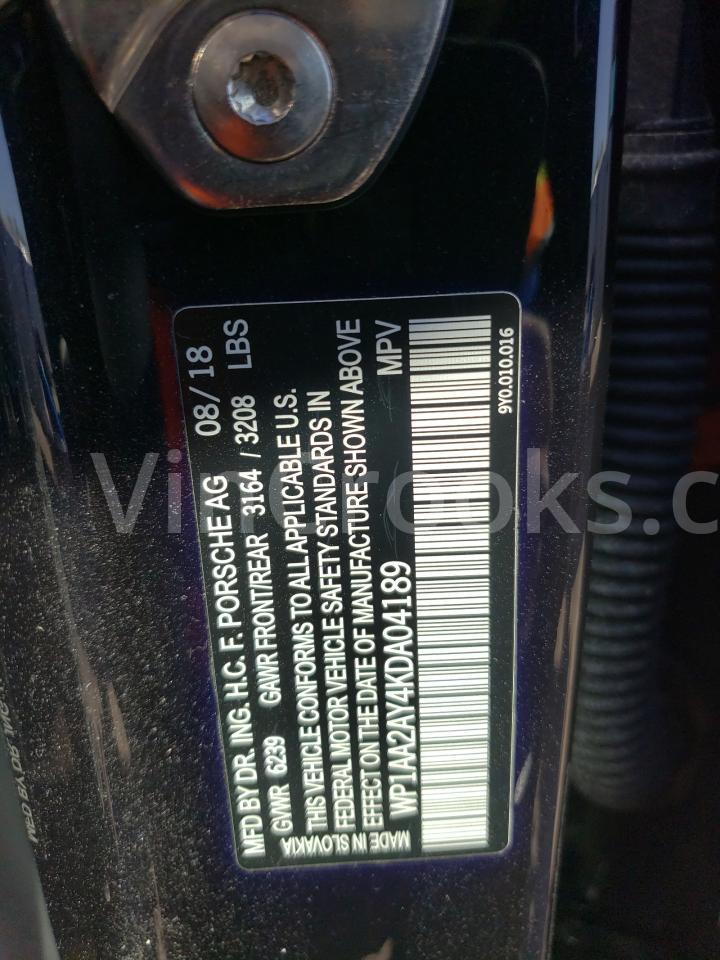 MFD BY DR. ING. H.C. F. PORSCHE AG 08/18
GVWR 6239 GAWR FRONT/REAR 3164 / 3208 LBS
THIS VEHICLE CONFORMS TO ALL APPLICABLE U.S.
FEDERAL MOTOR VEHICLE SAFETY STANDARDS IN
EFFECT ON THE DATE OF MANUFACTURE SHOWN ABOVE
MADE IN SLOVAKIA WP1AA2AY4KDA04189 MPV
9Y0.010.016